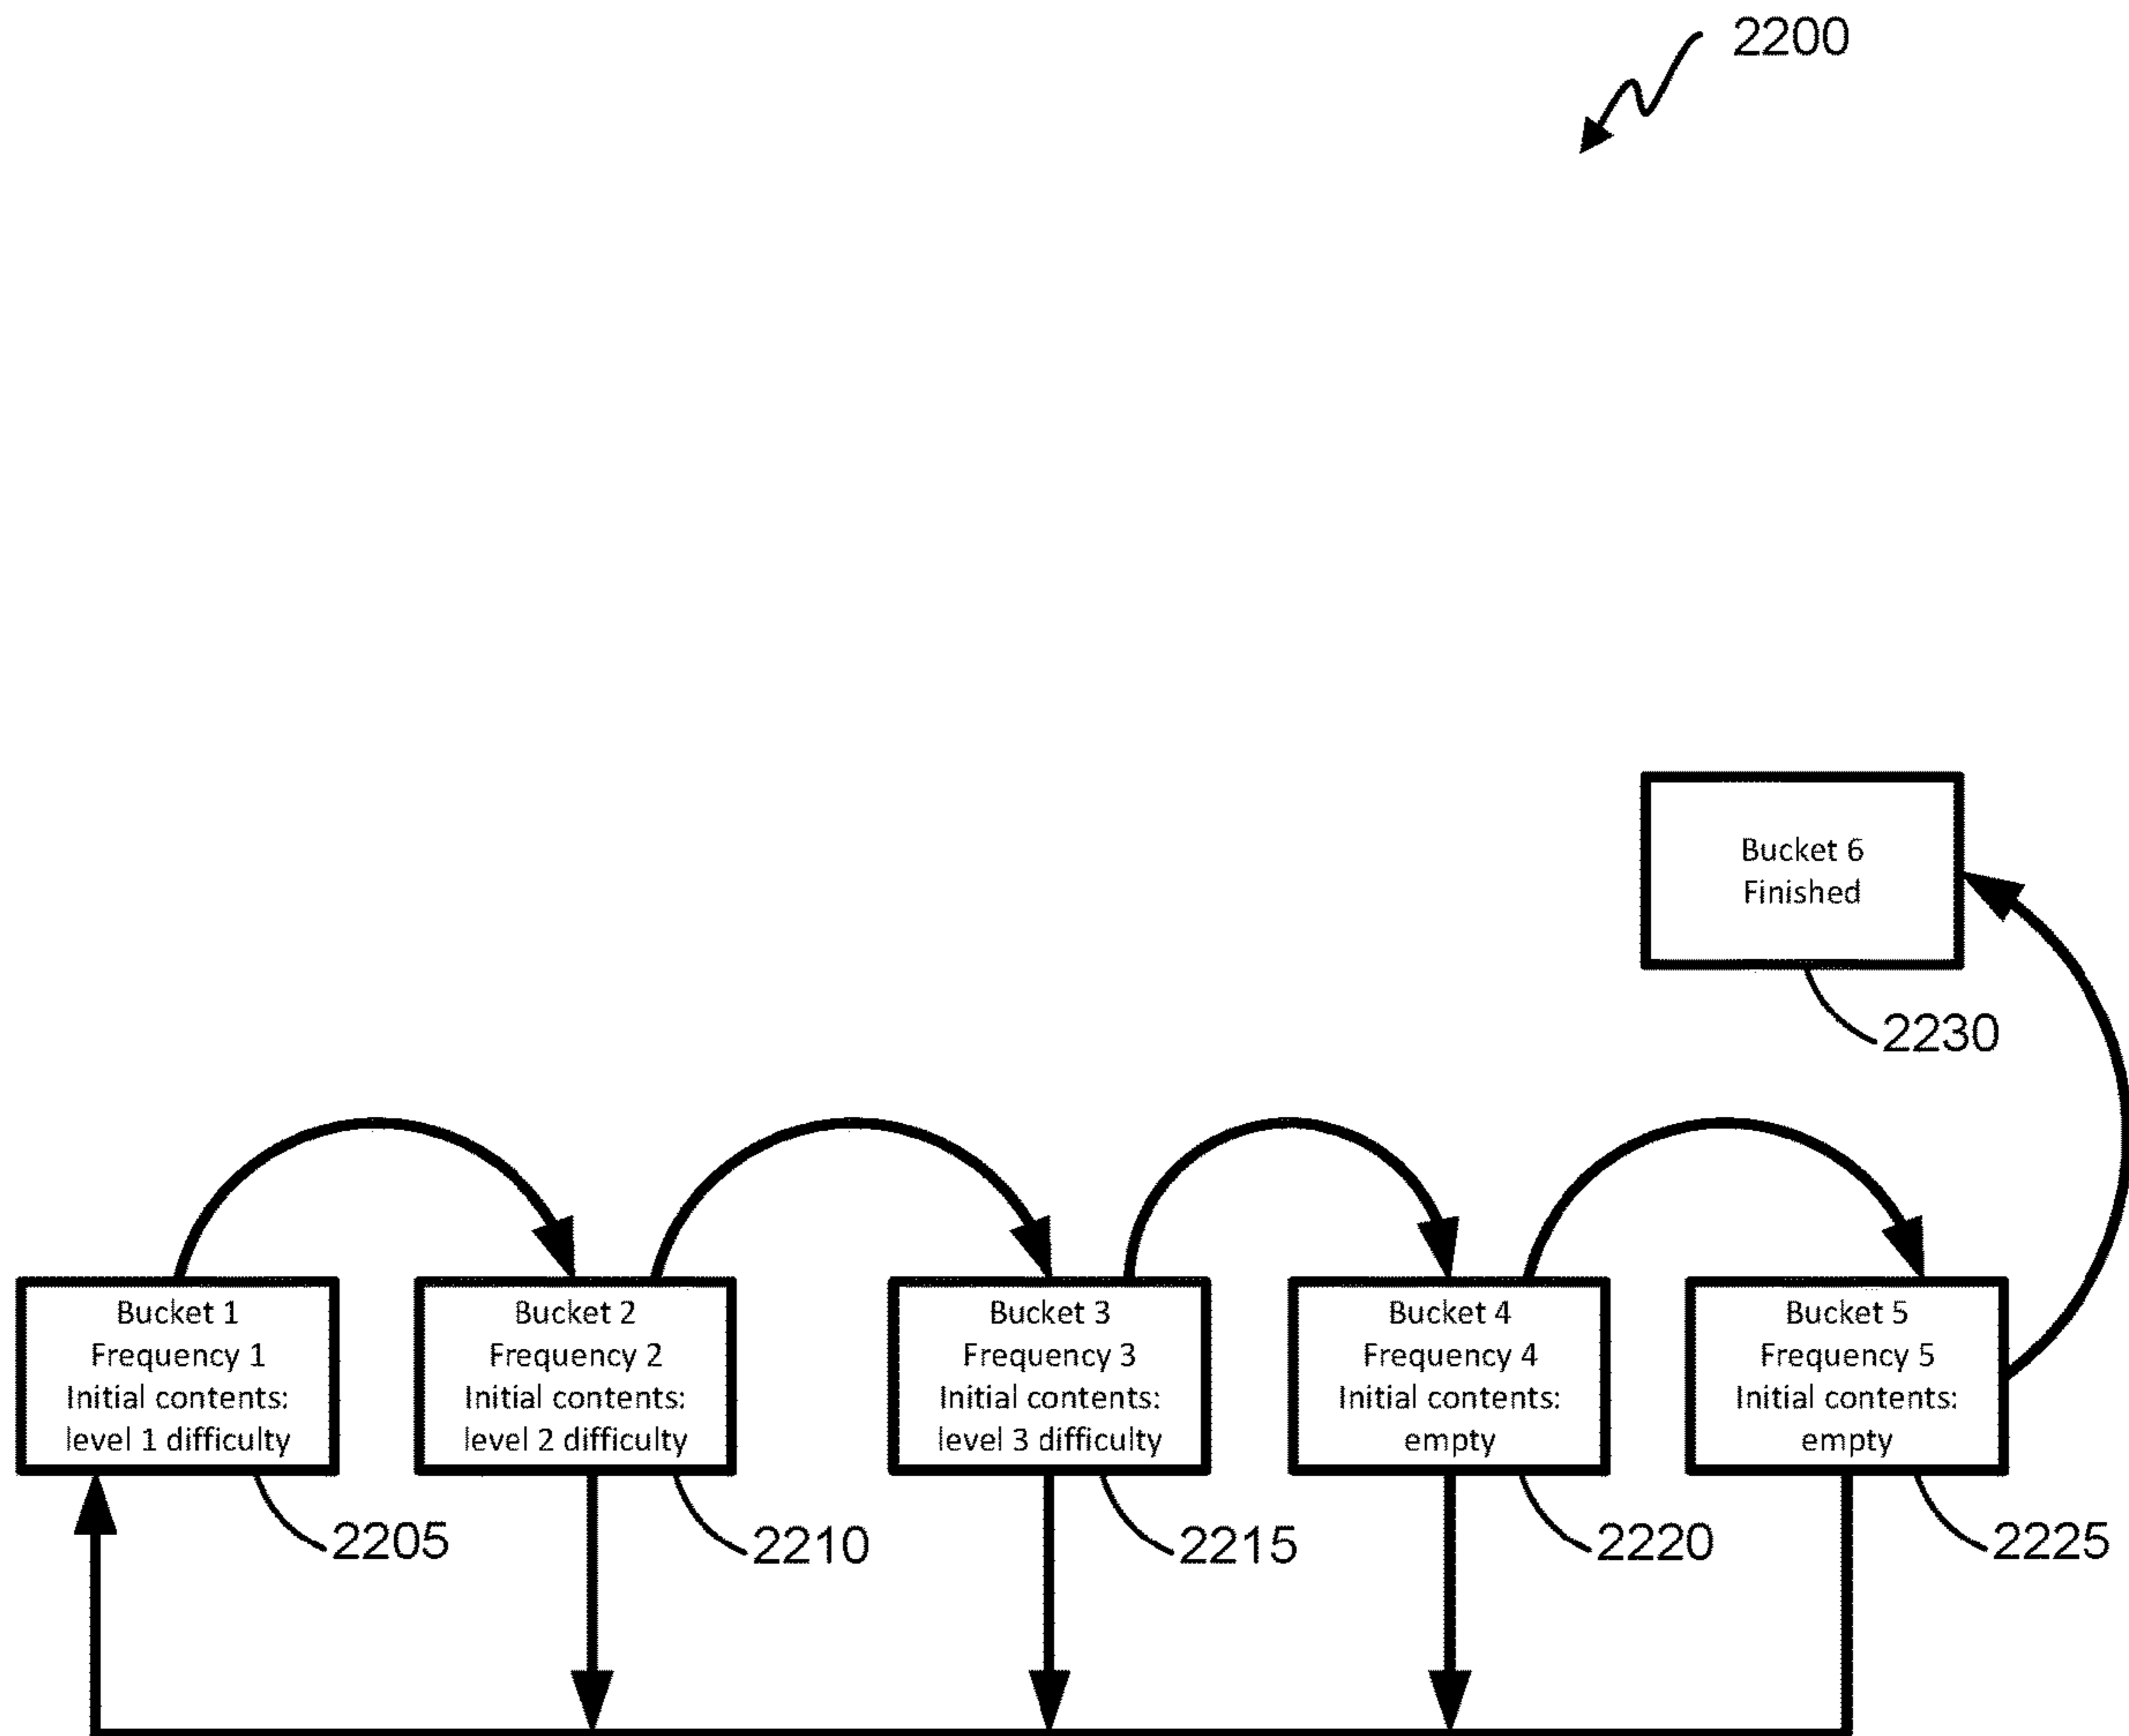 2200
Bucket 6
Finished
2230
Bucket 1
Frequency 1
Initial contents:
level 1 difficulty
2205
Bucket 2
Frequency 2
Initial contents:
level 2 difficulty
2210
Bucket 3
Frequency 3
Initial contents:
level 3 difficulty
2215
Bucket 4
Frequency 4
Initial contents:
empty
2220
Bucket 5
Frequency 5
Initial contents:
empty
2225